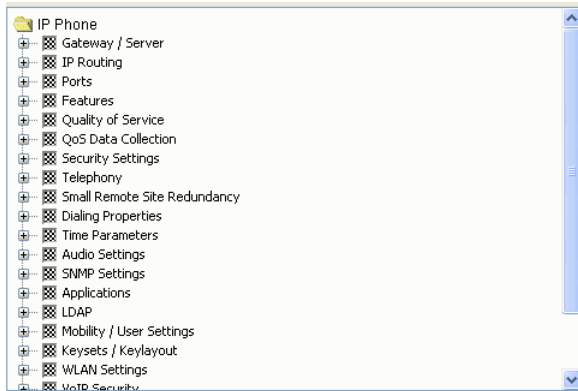 IP Phone
Gateway / Server
IP Routing
Ports
Features
Quality of Service
QoS Data Collection
Security Settings
Telephony
Small Remote Site Redundancy
Dialing Properties
Time Parameters
Audio Settings
SNMP Settings
Applications
LDAP
Mobility / User Settings
Keysets / Keylayout
WLAN Settings
VoIP Security